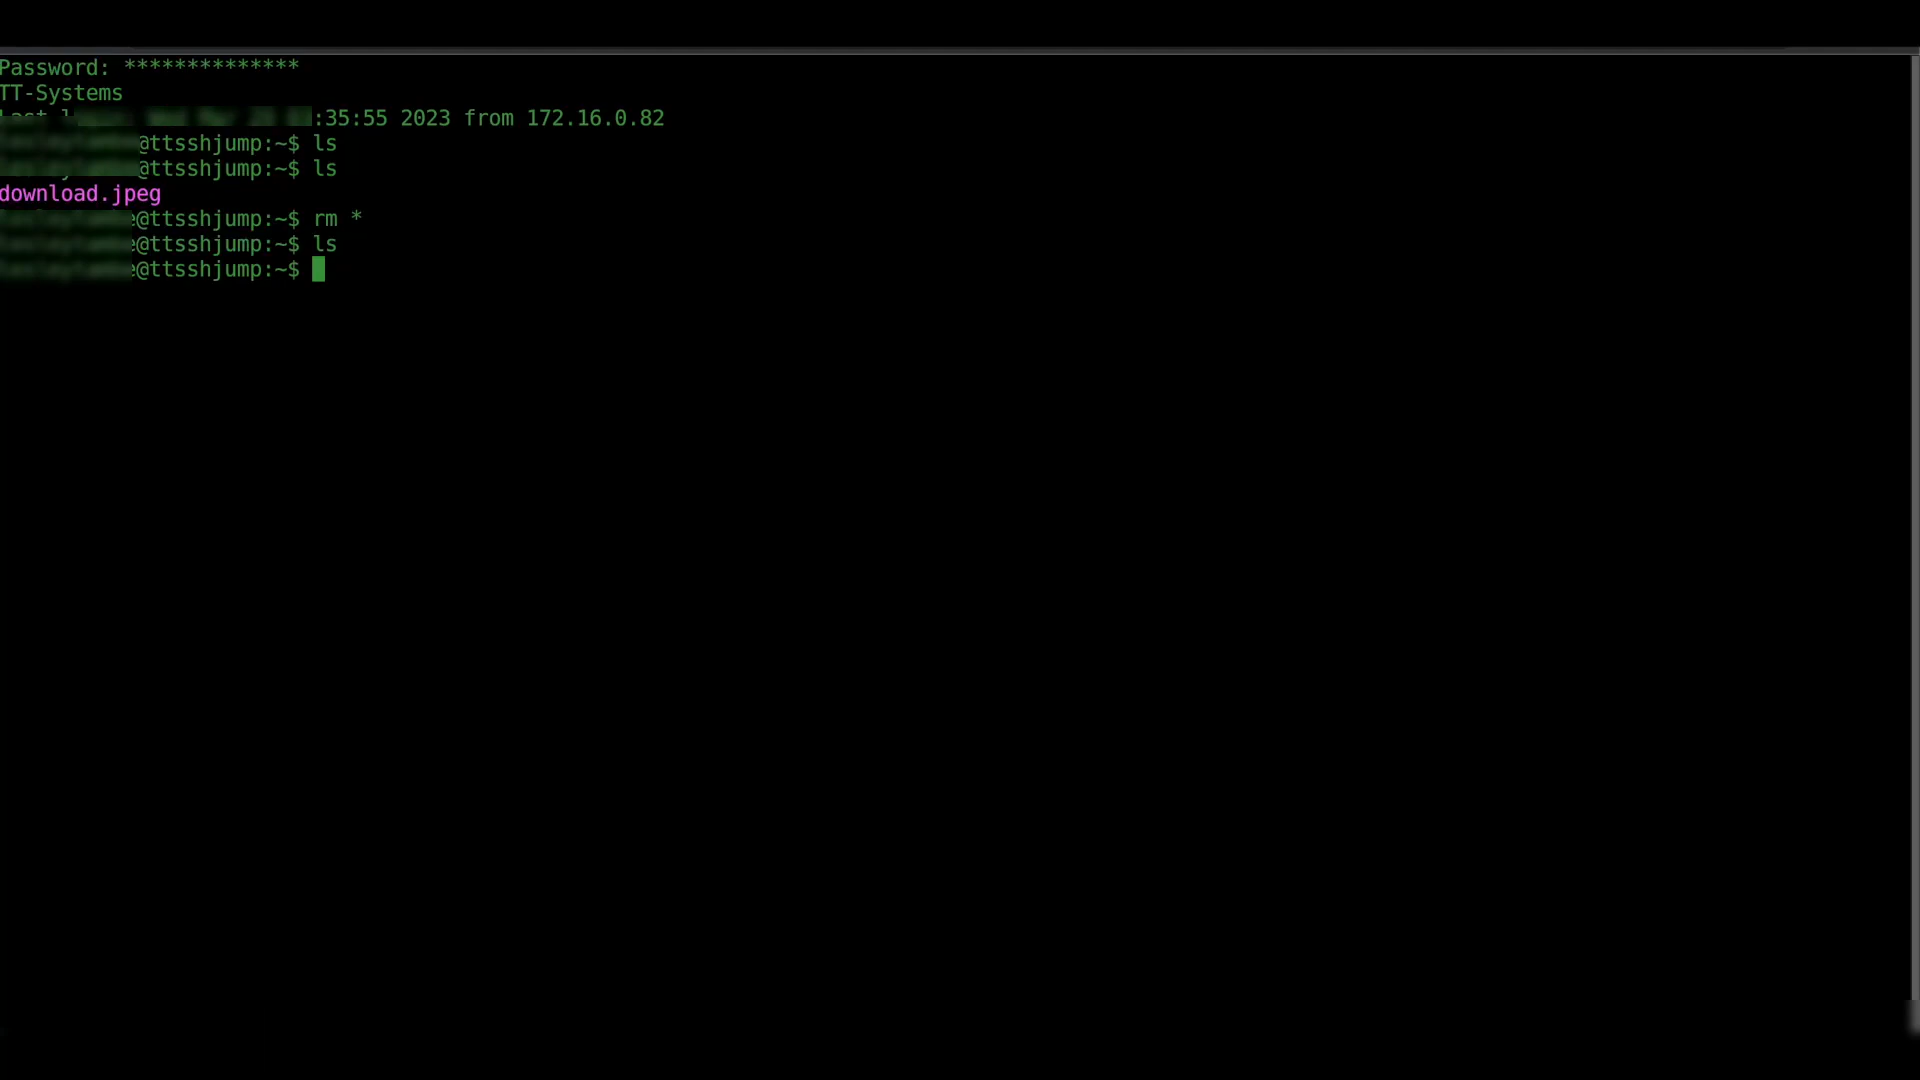 Password: **************
TT-Systems
:35:55 2023 from 172.16.0.82
@ttsshjump:~$ ls
@ttsshjump:~$ ls
download.jpeg
e@ttsshjump:~$ rm *
e@ttsshjump:~$ ls
e@ttsshjump:~$